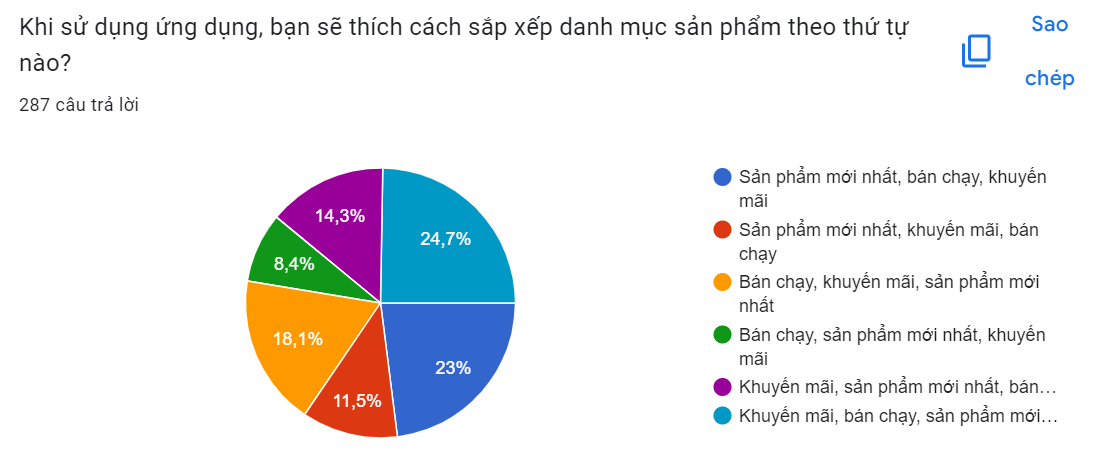 Khi sử dụng ứng dụng, bạn sẽ thích cách sắp xếp danh mục sản phẩm theo thứ tự
nào?
Sao
chép
287 câu trả lời
14,3%
24,7%
8,4%
18,1%
23%
11,5%
Sản phẩm mới nhất, bán chạy, khuyến
mãi
Sản phẩm mới nhất, khuyến mãi, bán
chạy
Bán chạy, khuyến mãi, sản phẩm mới
nhất
Bán chạy, sản phẩm mới nhất, khuyến
mãi
Khuyến mãi, sản phẩm mới nhất, bán…
Khuyến mãi, bán chạy, sản phẩm mới…